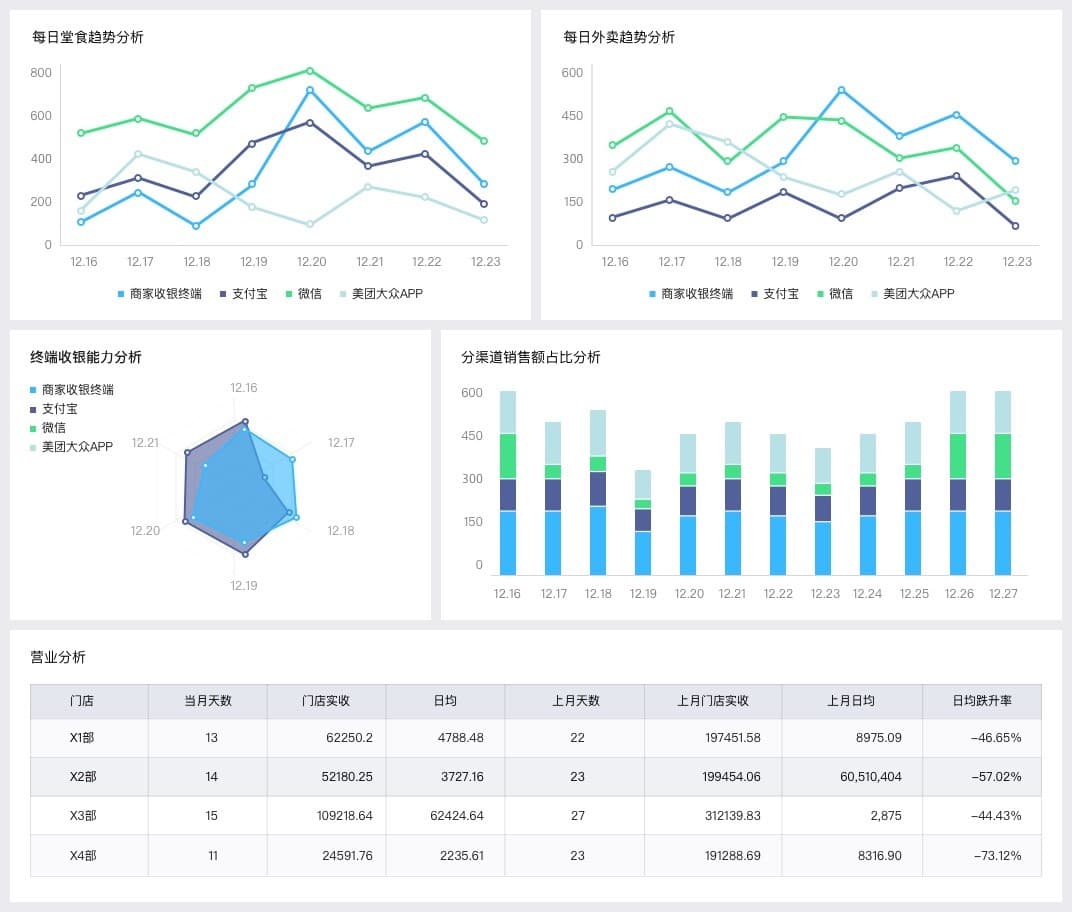 每日堂食趋势分析
800
600
400
200
0
12.16 12.17 12.18 12.19 12.20 12.21 12.22 12.23
商家收银终端 支付宝 微信 美团大众APP
每日外卖趋势分析
600
450
300
150
0
12.16 12.17 12.18 12.19 12.20 12.21 12.22 12.23
商家收银终端 支付宝 微信 美团大众APP
终端收银能力分析
商家收银终端
支付宝
微信
美团大众APP
12.16
12.17
12.18
12.19
12.20
12.21
分渠道销售额占比分析
600
450
300
150
0
12.16 12.17 12.18 12.19 12.20 12.21 12.22 12.23 12.24 12.25 12.26 12.27
营业分析
门店 当月天数 门店实收 日均 上月天数 上月门店实收 上月日均 日均跌升率
X1部 13 62250.2 4788.48 22 197451.58 8975.09 −46.65%
X2部 14 52180.25 3727.16 23 199454.06 60,510,404 −57.02%
X3部 15 109218.64 62424.64 27 312139.83 2,875 −44.43%
X4部 11 24591.76 2235.61 23 191288.69 8316.90 −73.12%